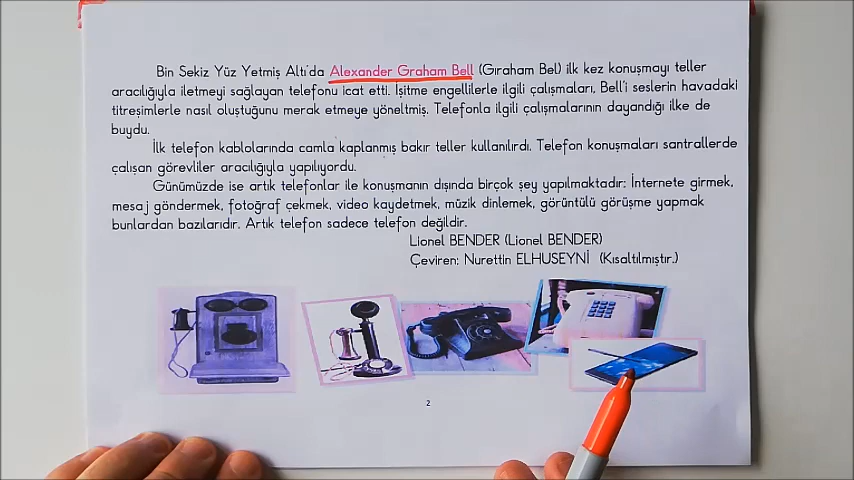 Bin Sekiz Yüz Yetmiş Altı'da Alexander Graham Bell (Gıraham Bel) ilk kez konuşmayı teller
aracılığıyla iletmeyi sağlayan telefonu icat etti. İşitme engellilerle ilgili çalışmaları, Bell'i seslerin havadaki
titreşimlerle nasıl oluştuğunu merak etmeye yöneltmiş. Telefonla ilgili çalışmalarının dayandığı ilke de
buydu.
İlk telefon kablolarında camla kaplanmış bakır teller kullanılırdı. Telefon konuşmaları santrallerde
çalışan görevliler aracılığıyla yapılıyordu.
Günümüzde ise artık telefonlar ile konuşmanın dışında birçok şey yapılmaktadır: İnternete girmek,
mesaj göndermek, fotoğraf çekmek, video kaydetmek, müzik dinlemek, görüntülü görüşme yapmak
bunlardan bazılarıdır. Artık telefon sadece telefon değildir.
Lionel BENDER (Lionel BENDER)
Çeviren: Nurettin ELHUSEYNİ (Kısaltılmıştır.)
2